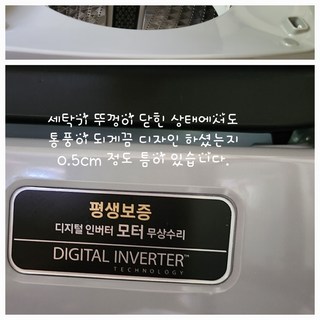 세탁기 뚜껑이 닫힌 상태에서도
통풍이 되게끔 디자인 하셨는지
0.5cm 정도 틈이 있습니다.
평생보증
디지털 인버터 모터 무상수리
DIGITAL INVERTER™
TECHNOLOGY